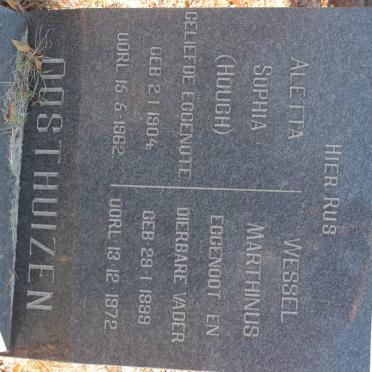 HIER RUS
ALETTA
SOPHIA
(HOUGH)
GELIEFDE EGGENOTE
GEB 2·1·1904
OORL 15·6·1982
WESSEL
MARTHINUS
EGGENOOT EN
DIERBARE VADER
GEB·29·1·1899
OORL 13·12·1972
OOSTHUIZEN